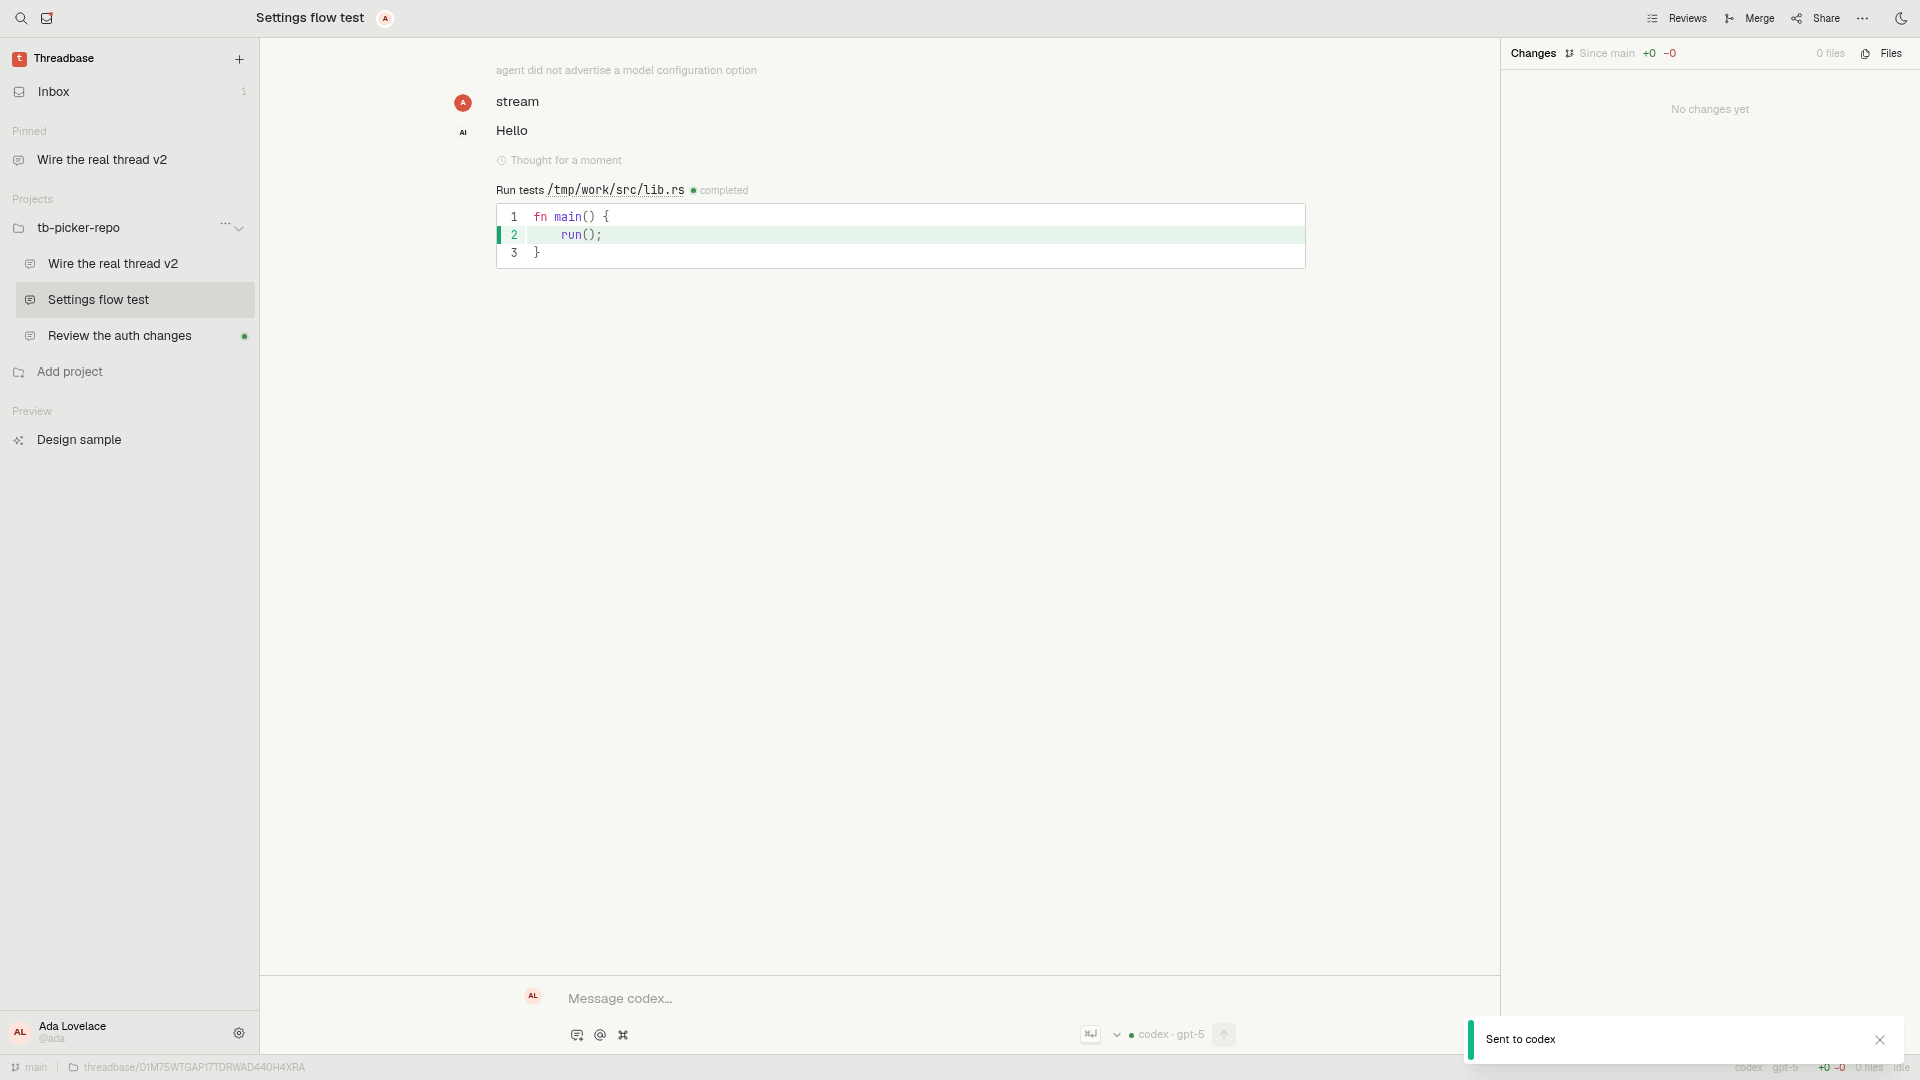 Settings flow test A
Reviews Merge Share
t Threadbase
Inbox 1
Pinned
Wire the real thread v2
Projects
tb-picker-repo
Wire the real thread v2
Settings flow test
Review the auth changes
Add project
Preview
Design sample
AL Ada Lovelace
@ada
agent did not advertise a model configuration option
A stream
AI Hello
Thought for a moment
Run tests /tmp/work/src/lib.rs completed
1 fn main() {
2 run();
3 }
AL Message codex...
codex · gpt-5
Changes Since main +0 −0 0 files Files
No changes yet
Sent to codex
main threadbase/01M75WTGAP17TDRWAD440H4XRA
codex gpt-5 +0 −0 0 files idle